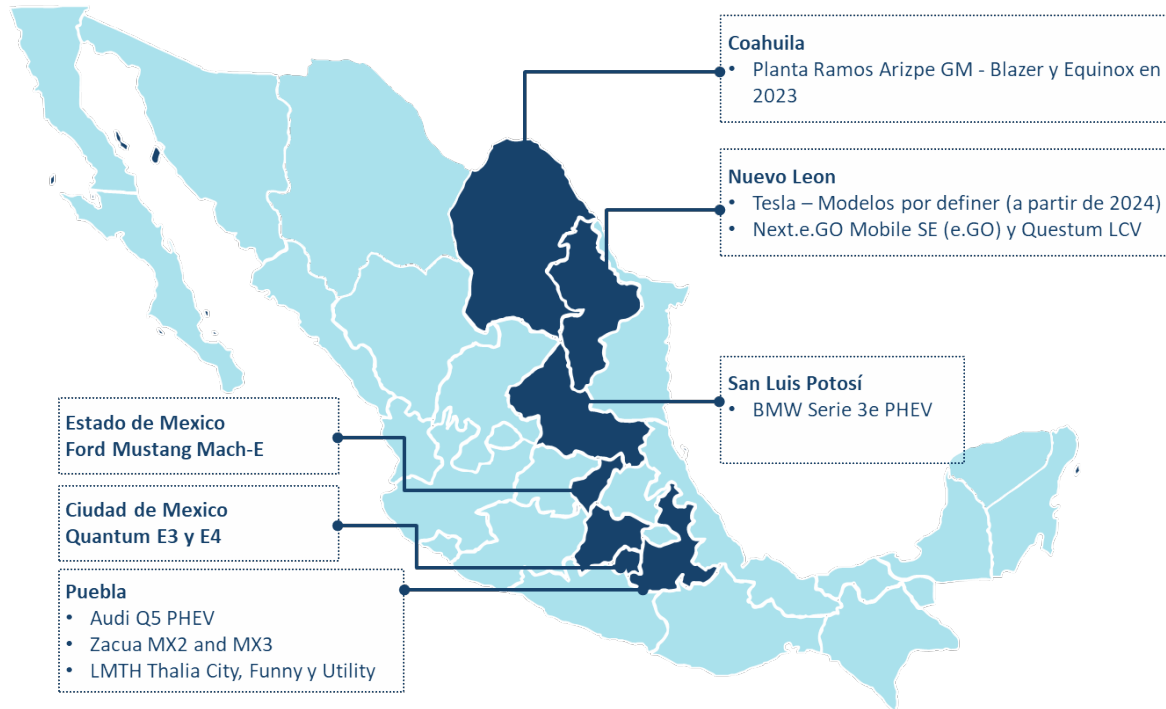 Coahuila
• Planta Ramos Arizpe GM - Blazer y Equinox en
2023
Nuevo Leon
• Tesla – Modelos por definer (a partir de 2024)
• Next.e.GO Mobile SE (e.GO) y Questum LCV
San Luis Potosí
• BMW Serie 3e PHEV
Estado de Mexico
Ford Mustang Mach-E
Ciudad de Mexico
Quantum E3 y E4
Puebla
• Audi Q5 PHEV
• Zacua MX2 and MX3
• LMTH Thalia City, Funny y Utility